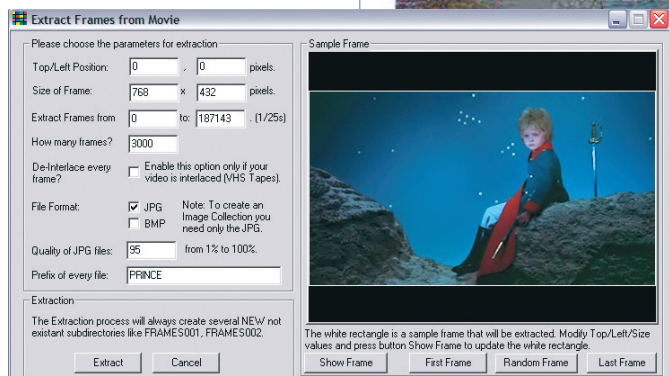 Extract Frames from Movie
Please choose the parameters for extraction
Top/Left Position: 0 , 0 pixels.
Size of Frame: 768 x 432 pixels.
Extract Frames from 0 to: 187143 . (1/25s)
How many frames? 3000
De-Interlace every frame?
Enable this option only if your
video is interlaced (VHS Tapes).
File Format: JPG
BMP
Note: To create an
Image Collection you
need only the JPG.
Quality of JPG files: 95 from 1% to 100%.
Prefix of every file: PRINCE
Extraction
The Extraction process will always create several NEW not
existant subdirectories like FRAMES001, FRAMES002.
Extract Cancel
Sample Frame
The white rectangle is a sample frame that will be extracted. Modify Top/Left/Size
values and press button Show Frame to update the white rectangle.
Show Frame First Frame Random Frame Last Frame